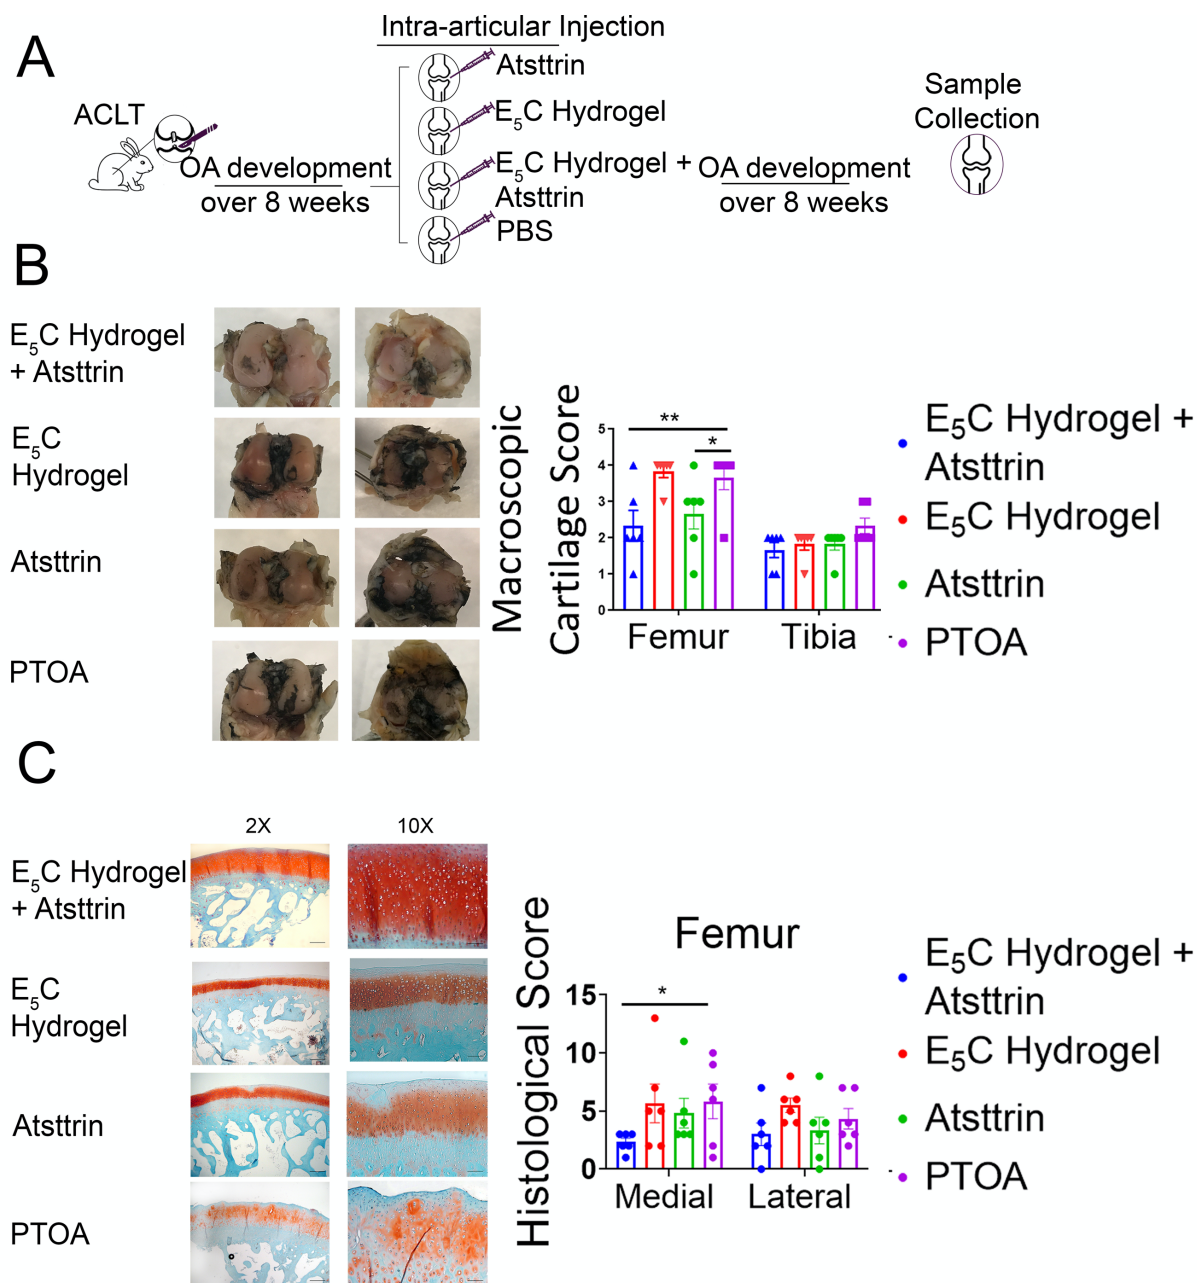 A
Intra-articular Injection
ACLT
OA development
over 8 weeks
Atsttrin
E5C Hydrogel
E5C Hydrogel +
Atsttrin
PBS
OA development
over 8 weeks
Sample
Collection
B
E5C Hydrogel
+ Atsttrin
E5C
Hydrogel
Atsttrin
PTOA
Macroscopic
Cartilage Score
5
4
3
2
1
0
**
*
Femur
Tibia
E5C Hydrogel +
Atsttrin
E5C Hydrogel
Atsttrin
PTOA
C
2X
10X
E5C Hydrogel
+ Atsttrin
E5C
Hydrogel
Atsttrin
PTOA
Femur
Histological Score
15
10
5
0
*
Medial
Lateral
E5C Hydrogel +
Atsttrin
E5C Hydrogel
Atsttrin
PTOA